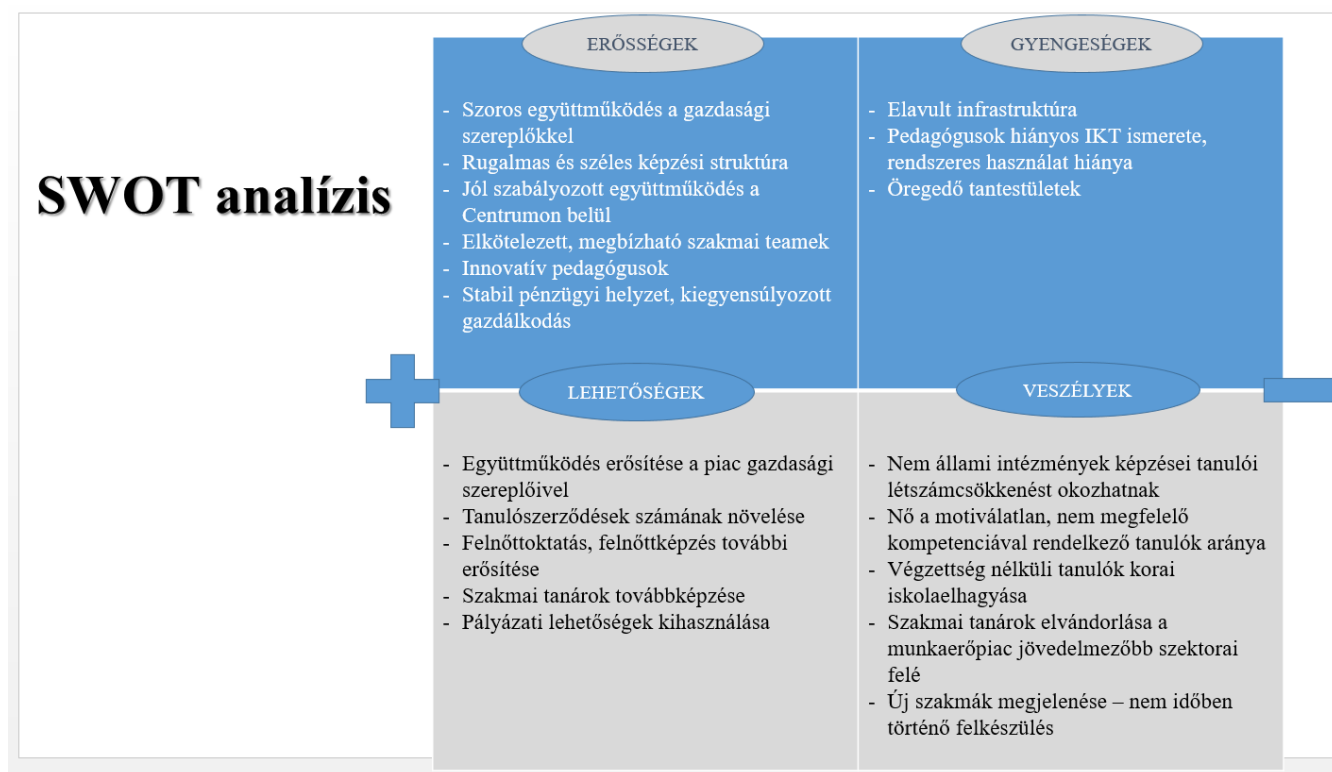 SWOT analízis
ERŐSSÉGEK
- Szoros együttműködés a gazdasági
szereplőkkel
- Rugalmas és széles képzési struktúra
- Jól szabályozott együttműködés a
Centrumon belül
- Elkötelezett, megbízható szakmai teamek
- Innovatív pedagógusok
- Stabil pénzügyi helyzet, kiegyensúlyozott
gazdálkodás
GYENGESÉGEK
- Elavult infrastruktúra
- Pedagógusok hiányos IKT ismerete,
rendszeres használat hiánya
- Öregedő tantestületek
LEHETŐSÉGEK
- Együttműködés erősítése a piac gazdasági
szereplőivel
- Tanulószerződések számának növelése
- Felnőttoktatás, felnőttképzés további
erősítése
- Szakmai tanárok továbbképzése
- Pályázati lehetőségek kihasználása
VESZÉLYEK
- Nem állami intézmények képzései tanulói
létszámcsökkenést okozhatnak
- Nő a motiválatlan, nem megfelelő
kompetenciával rendelkező tanulók aránya
- Végzettség nélküli tanulók korai
iskolaelhagyása
- Szakmai tanárok elvándorlása a
munkaerőpiac jövedelmezőbb szektorai
felé
- Új szakmák megjelenése – nem időben
történő felkészülés